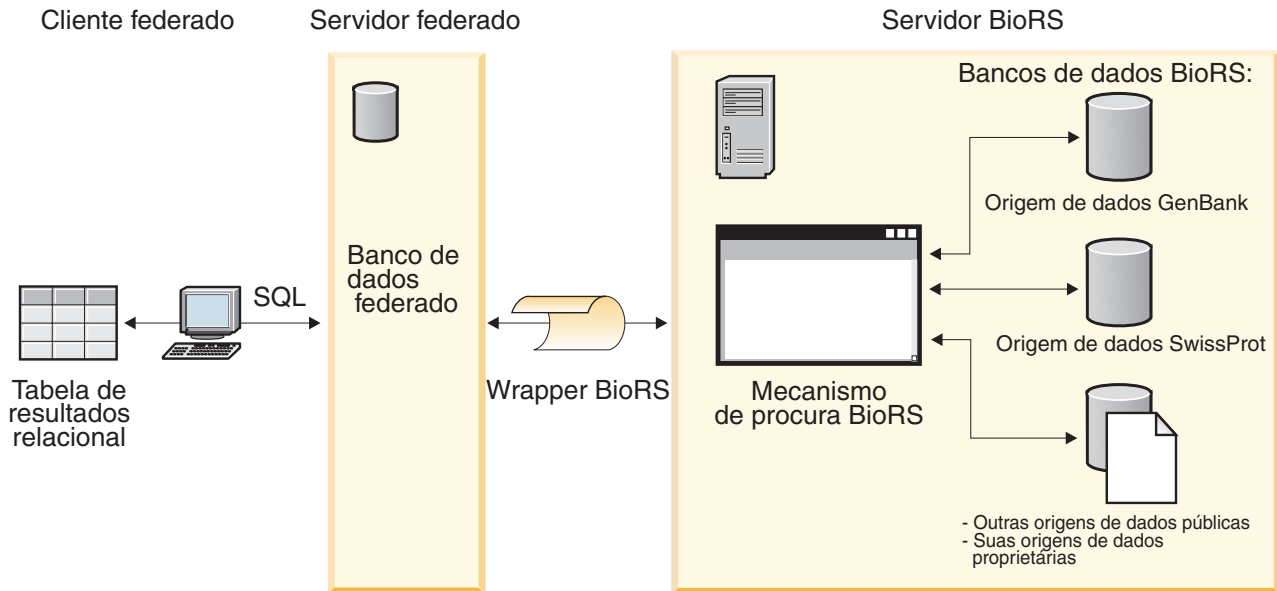 Cliente federado
Servidor federado
Servidor BioRS
Bancos de dados BioRS:
Origem de dados GenBank
Banco de
dados
federado
SQL
Origem de dados SwissProt
Tabela de
resultados
relacional
Wrapper BioRS
Mecanismo
de procura BioRS
- Outras origens de dados públicas
- Suas origens de dados
proprietárias